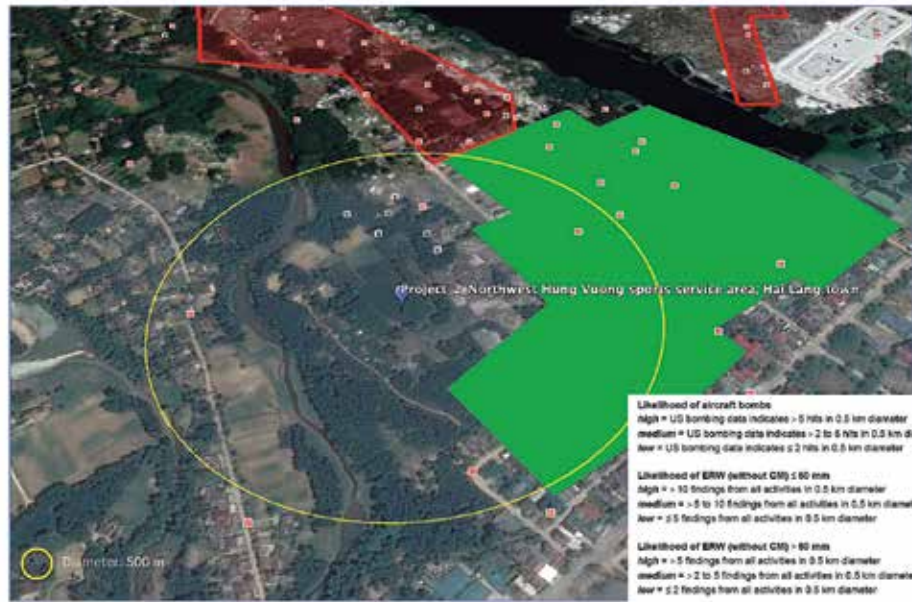 Project 2: Northwest Hung Vuong sports service area, Hai Lang town
Likelihood of aircraft bombs
high = US bombing data indicates > 5 hits in 0.5 km diameter
medium = US bombing data indicates > 2 to 5 hits in 0.5 km di
low = US bombing data indicates ≤ 2 hits in 0.5 km diameter
Likelihood of ERW (without CM) ≤ 60 mm
high = > 10 findings from all activities in 0.5 km diameter
medium = > 5 to 10 findings from all activities in 0.5 km diamet
low = ≤ 5 findings from all activities in 0.5 km diameter
Likelihood of ERW (without CM) > 60 mm
high = > 5 findings from all activities in 0.5 km diameter
medium = > 2 to 5 findings from all activities in 0.5 km diamete
low = ≤ 2 findings from all activities in 0.5 km diameter
Diameter: 500 m